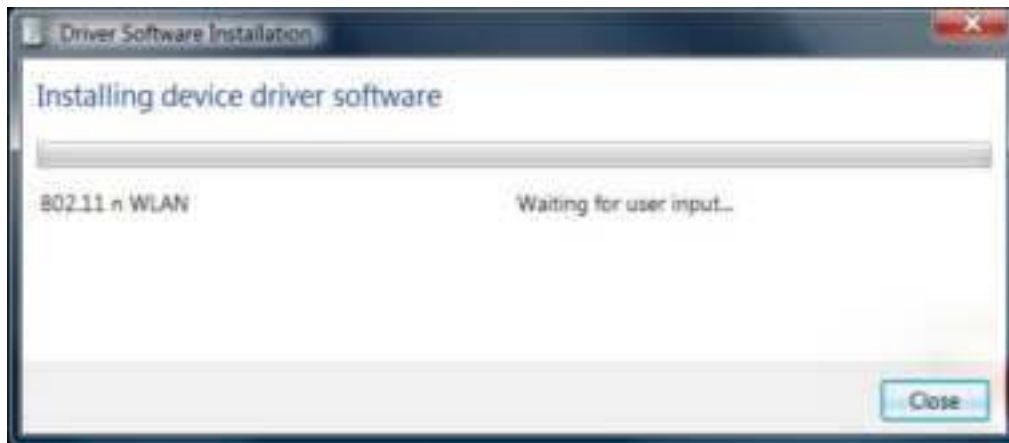 Driver Software Installation
Installing device driver software
802.11 n WLAN Waiting for user input...
Close